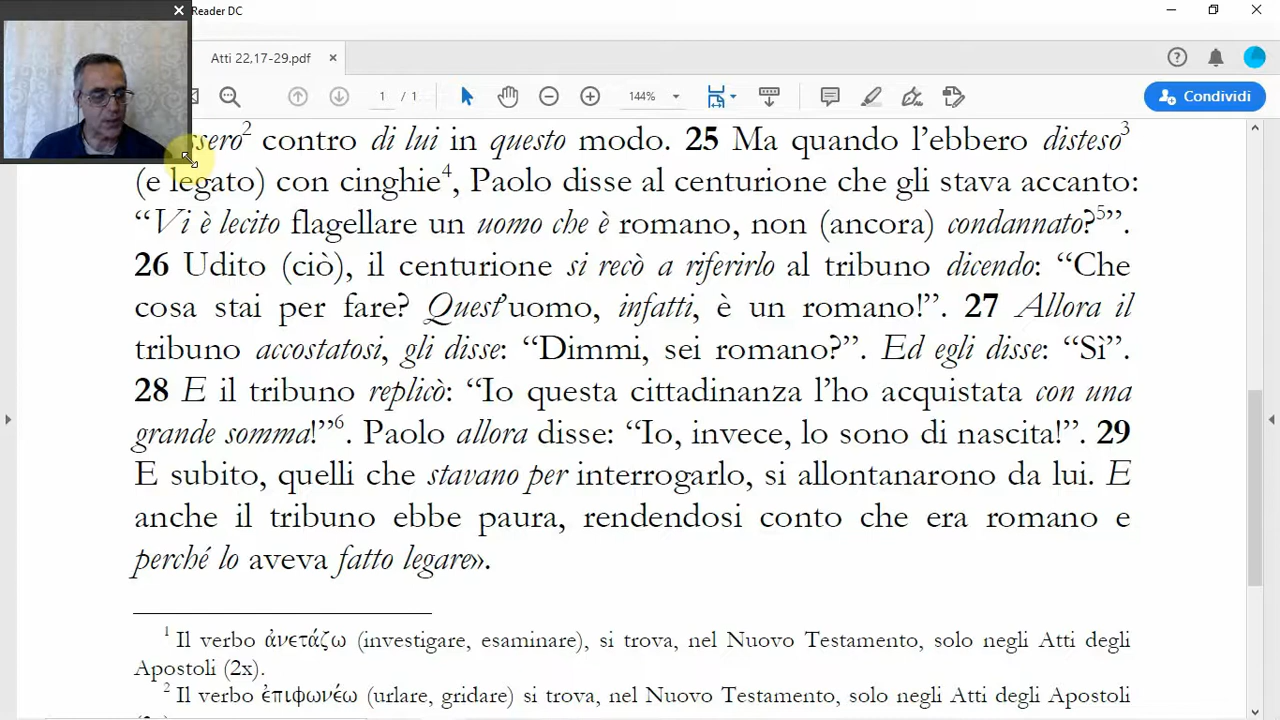 Reader DC
Atti 22,17-29.pdf
1 / 1
144%
Condividi
contro di lui in questo modo. 25 Ma quando l’ebbero disteso3
(e legato) con cinghie4, Paolo disse al centurione che gli stava accanto:
“Vi è lecito flagellare un uomo che è romano, non (ancora) condannato?5”.
26 Udito (ciò), il centurione si recò a riferirlo al tribuno dicendo: “Che
cosa stai per fare? Quest’uomo, infatti, è un romano!”. 27 Allora il
tribuno accostatosi, gli disse: “Dimmi, sei romano?”. Ed egli disse: “Sì”.
28 E il tribuno replicò: “Io questa cittadinanza l’ho acquistata con una
grande somma!”6. Paolo allora disse: “Io, invece, lo sono di nascita!”. 29
E subito, quelli che stavano per interrogarlo, si allontanarono da lui. E
anche il tribuno ebbe paura, rendendosi conto che era romano e
perché lo aveva fatto legare».
1 Il verbo ἀνετάζω (investigare, esaminare), si trova, nel Nuovo Testamento, solo negli Atti degli
Apostoli (2x).
2 Il verbo ἐπιφωνέω (urlare, gridare) si trova, nel Nuovo Testamento, solo negli Atti degli Apostoli